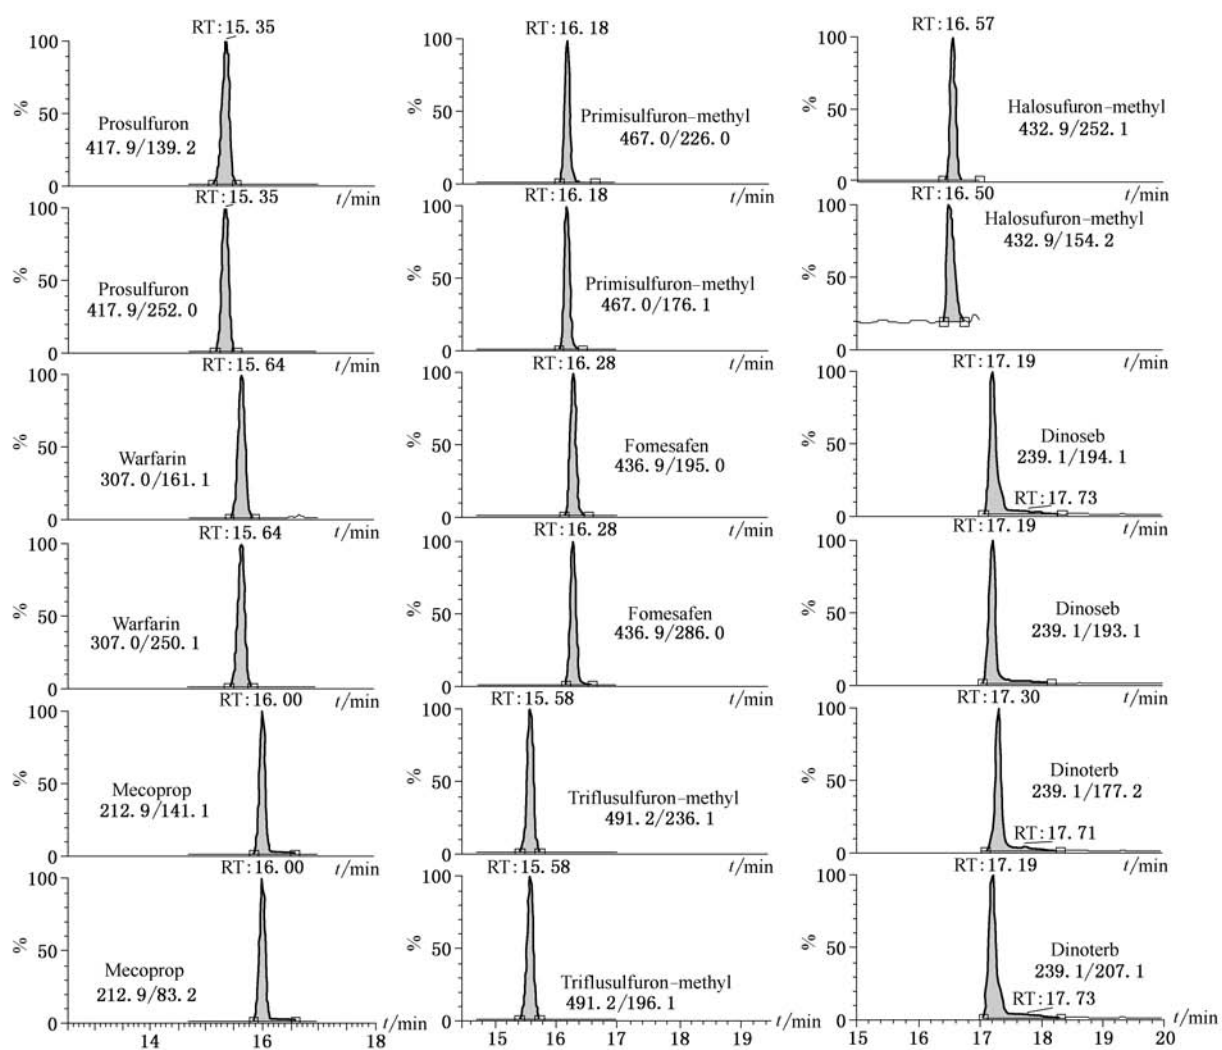 RT:15.35
100
50
0
%
Prosulfuron
417.9/139.2
t/min
RT:15.35
100
50
0
%
Prosulfuron
417.9/252.0
t/min
RT:15.64
100
50
0
%
Warfarin
307.0/161.1
t/min
RT:15.64
100
50
0
%
Warfarin
307.0/250.1
t/min
RT:16.00
100
50
0
%
Mecoprop
212.9/141.1
t/min
RT:16.00
100
50
0
%
Mecoprop
212.9/83.2
14 16 18
t/min
RT:16.18
100
50
0
%
Primisulfuron-methyl
467.0/226.0
t/min
RT:16.18
100
50
0
%
Primisulfuron-methyl
467.0/176.1
t/min
RT:16.28
100
50
0
%
Fomesafen
436.9/195.0
t/min
RT:16.28
100
50
0
%
Fomesafen
436.9/286.0
t/min
RT:15.58
100
50
0
%
Triflusulfuron-methyl
491.2/236.1
t/min
RT:15.58
100
50
0
%
Triflusulfuron-methyl
491.2/196.1
15 16 17 18 19
t/min
RT:16.57
100
50
0
%
Halosufuron-methyl
432.9/252.1
t/min
RT:16.50
100
50
0
%
Halosufuron-methyl
432.9/154.2
t/min
RT:17.19
100
50
0
%
Dinoseb
239.1/194.1
RT:17.73
t/min
RT:17.19
100
50
0
%
Dinoseb
239.1/193.1
t/min
RT:17.30
100
50
0
%
Dinoterb
239.1/177.2
RT:17.71
t/min
RT:17.19
100
50
0
%
Dinoterb
239.1/207.1
RT:17.73
15 16 17 18 19 20
t/min